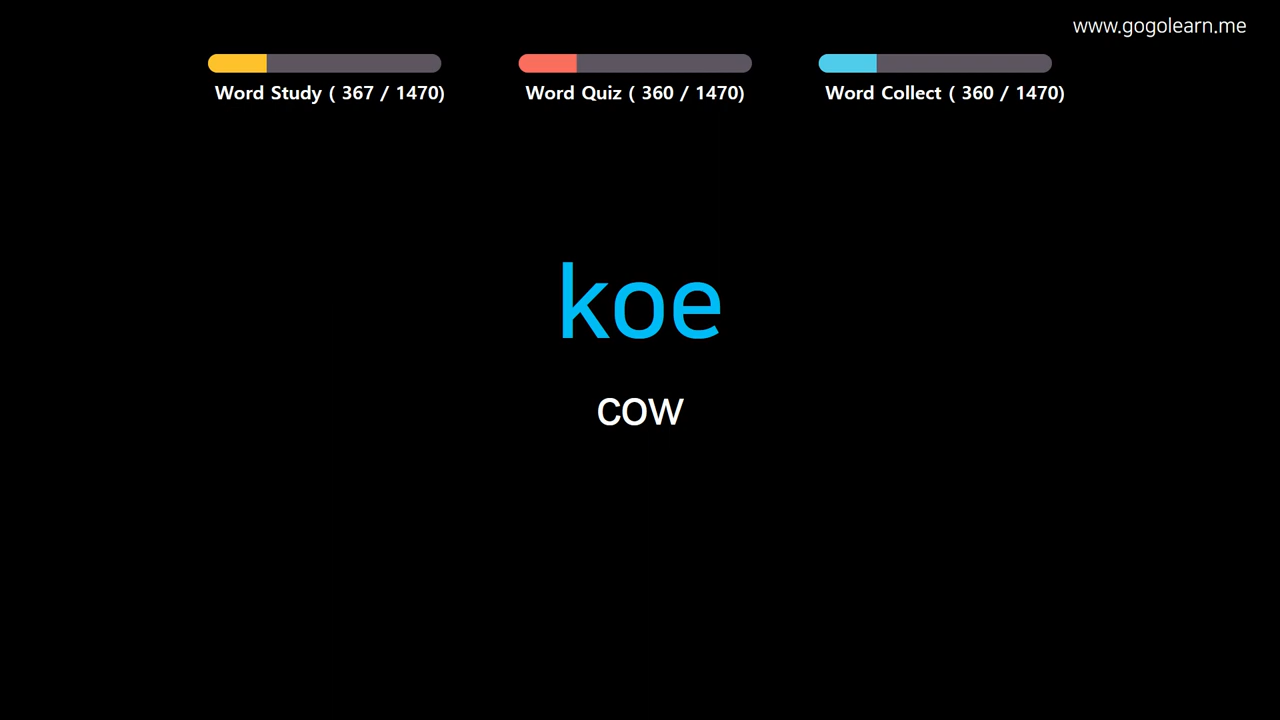 www.gogolearn.me
Word Study ( 367 / 1470)
Word Quiz ( 360 / 1470)
Word Collect ( 360 / 1470)
koe
cow